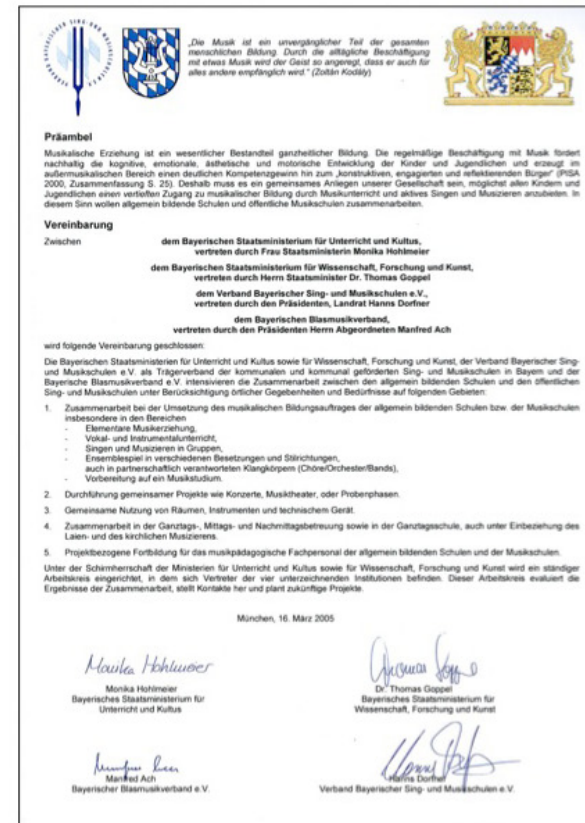 VERBAND BAYERISCHER SING- UND MUSIKSCHULEN E.V.
„Die Musik ist ein unvergänglicher Teil der gesamten
menschlichen Bildung. Durch die alltägliche Beschäftigung
mit etwas Musik wird der Geist so angeregt, dass er auch für
alles andere empfänglich wird.“ (Zoltán Kodály)
Präambel
Musikalische Erziehung ist ein wesentlicher Bestandteil ganzheitlicher Bildung. Die regelmäßige Beschäftigung mit Musik fördert
nachhaltig die kognitive, emotionale, ästhetische und motorische Entwicklung der Kinder und Jugendlichen und erzeugt im
außermusikalischen Bereich einen deutlichen Kompetenzgewinn hin zum „konstruktiven, engagierten und reflektierenden Bürger“ (PISA
2000, Zusammenfassung S. 25). Deshalb muss es ein gemeinsames Anliegen unserer Gesellschaft sein, möglichst allen Kindern und
Jugendlichen einen vertieften Zugang zu musikalischer Bildung durch Musikunterricht und aktives Singen und Musizieren anzubieten. In
diesem Sinn wollen allgemein bildende Schulen und öffentliche Musikschulen zusammenarbeiten.
Vereinbarung
Zwischen dem Bayerischen Staatsministerium für Unterricht und Kultus,
vertreten durch Frau Staatsministerin Monika Hohlmeier
dem Bayerischen Staatsministerium für Wissenschaft, Forschung und Kunst,
vertreten durch Herrn Staatsminister Dr. Thomas Goppel
dem Verband Bayerischer Sing- und Musikschulen e.V.,
vertreten durch den Präsidenten, Landrat Hanns Dorfner
dem Bayerischen Blasmusikverband,
vertreten durch den Präsidenten Herrn Abgeordneten Manfred Ach
wird folgende Vereinbarung geschlossen:
Die Bayerischen Staatsministerien für Unterricht und Kultus sowie für Wissenschaft, Forschung und Kunst, der Verband Bayerischer Sing-
und Musikschulen e.V. als Trägerverband der kommunalen und kommunal geförderten Sing- und Musikschulen in Bayern und der
Bayerische Blasmusikverband e.V. intensivieren die Zusammenarbeit zwischen den allgemein bildenden Schulen und den öffentlichen
Sing- und Musikschulen unter Berücksichtigung örtlicher Gegebenheiten und Bedürfnisse auf folgenden Gebieten:
1. Zusammenarbeit bei der Umsetzung des musikalischen Bildungsauftrages der allgemein bildenden Schulen bzw. der Musikschulen
insbesondere in den Bereichen
- Elementare Musikerziehung,
- Vokal- und Instrumentalunterricht,
- Singen und Musizieren in Gruppen,
- Ensemblespiel in verschiedenen Besetzungen und Stilrichtungen,
auch in partnerschaftlich verantworteten Klangkörpern (Chöre/Orchester/Bands),
- Vorbereitung auf ein Musikstudium.
2. Durchführung gemeinsamer Projekte wie Konzerte, Musiktheater, oder Probenphasen.
3. Gemeinsame Nutzung von Räumen, Instrumenten und technischem Gerät.
4. Zusammenarbeit in der Ganztags-, Mittags- und Nachmittagsbetreuung sowie in der Ganztagsschule, auch unter Einbeziehung des
Laien- und des kirchlichen Musizierens.
5. Projektbezogene Fortbildung für das musikpädagogische Fachpersonal der allgemein bildenden Schulen und der Musikschulen.
Unter der Schirmherrschaft der Ministerien für Unterricht und Kultus sowie für Wissenschaft, Forschung und Kunst wird ein ständiger
Arbeitskreis eingerichtet, in dem sich Vertreter der vier unterzeichnenden Institutionen befinden. Dieser Arbeitskreis evaluiert die
Ergebnisse der Zusammenarbeit, stellt Kontakte her und plant zukünftige Projekte.
München, 16. März 2005
Monika Hohlmeier
Monika Hohlmeier
Bayerisches Staatsministerium für
Unterricht und Kultus
Thomas Goppel
Dr. Thomas Goppel
Bayerisches Staatsministerium für
Wissenschaft, Forschung und Kunst
Manfred Ach
Bayerischer Blasmusikverband e.V.
Hanns Dorfner
Verband Bayerischer Sing- und Musikschulen e.V.